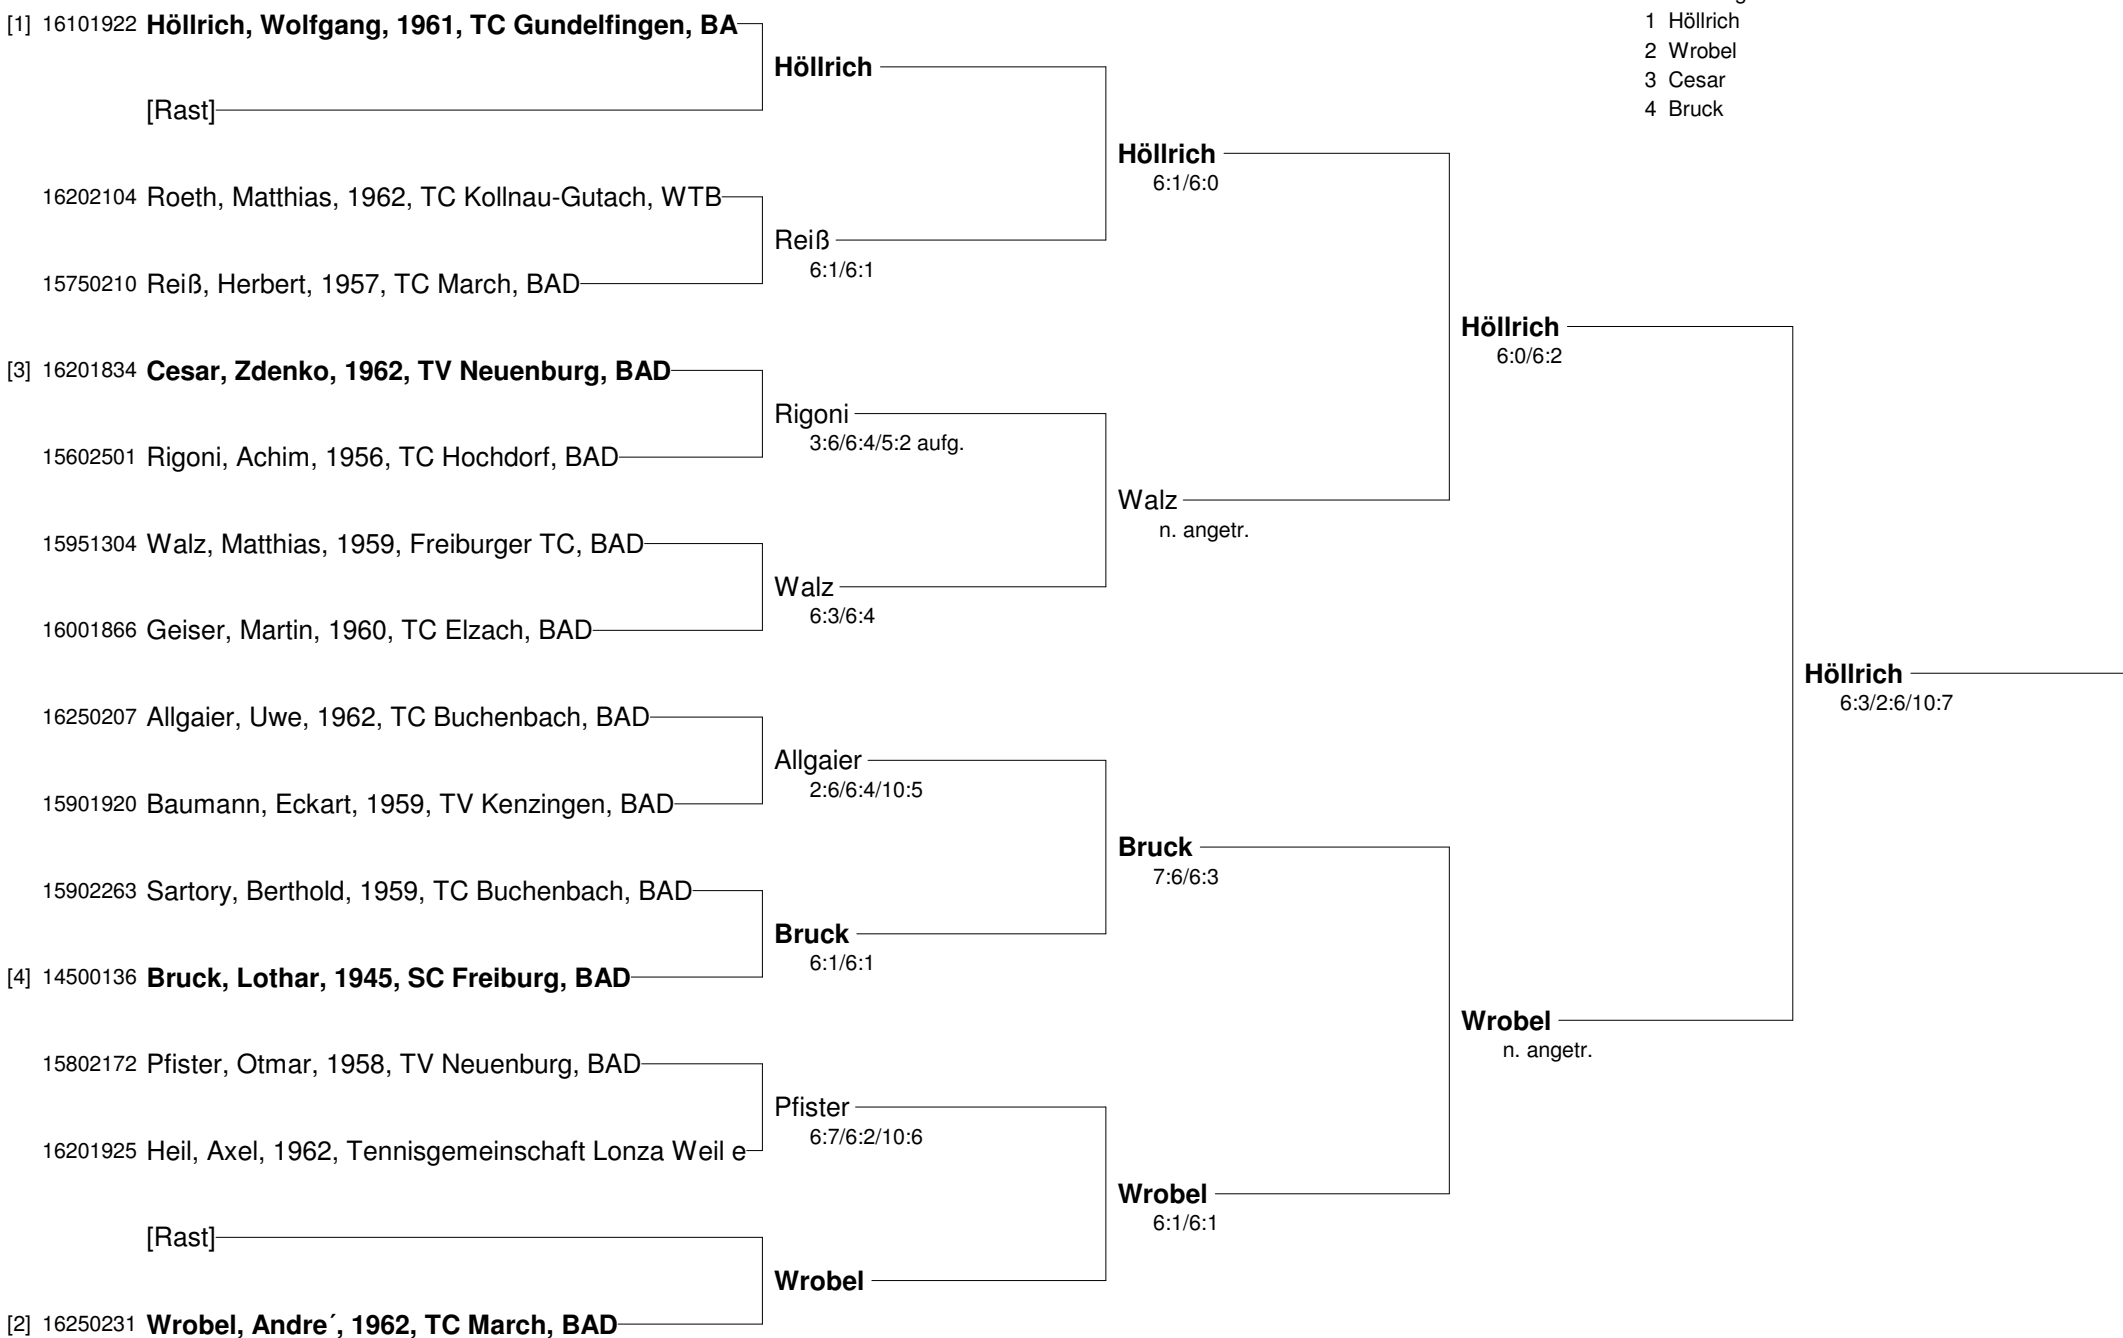 1 Höllrich
2 Wrobel
3 Cesar
4 Bruck
[1] 16101922 Höllrich, Wolfgang, 1961, TC Gundelfingen, BA
Höllrich
[Rast]
Höllrich
6:1/6:0
16202104 Roeth, Matthias, 1962, TC Kollnau-Gutach, WTB
Reiß
6:1/6:1
15750210 Reiß, Herbert, 1957, TC March, BAD
Höllrich
6:0/6:2
[3] 16201834 Cesar, Zdenko, 1962, TV Neuenburg, BAD
Rigoni
3:6/6:4/5:2 aufg.
15602501 Rigoni, Achim, 1956, TC Hochdorf, BAD
Walz
n. angetr.
15951304 Walz, Matthias, 1959, Freiburger TC, BAD
Walz
6:3/6:4
16001866 Geiser, Martin, 1960, TC Elzach, BAD
Höllrich
6:3/2:6/10:7
16250207 Allgaier, Uwe, 1962, TC Buchenbach, BAD
Allgaier
2:6/6:4/10:5
15901920 Baumann, Eckart, 1959, TV Kenzingen, BAD
Bruck
7:6/6:3
15902263 Sartory, Berthold, 1959, TC Buchenbach, BAD
Bruck
6:1/6:1
[4] 14500136 Bruck, Lothar, 1945, SC Freiburg, BAD
Wrobel
n. angetr.
15802172 Pfister, Otmar, 1958, TV Neuenburg, BAD
Pfister
6:7/6:2/10:6
16201925 Heil, Axel, 1962, Tennisgemeinschaft Lonza Weil e
Wrobel
6:1/6:1
[Rast]
Wrobel
[2] 16250231 Wrobel, Andre´, 1962, TC March, BAD